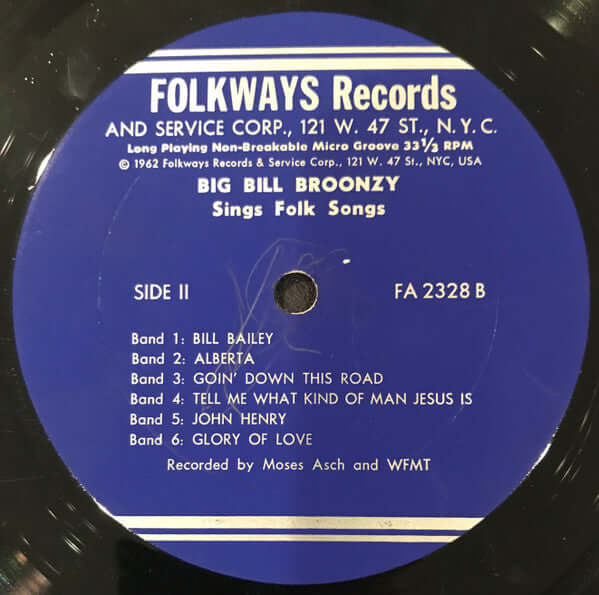 FOLKWAYS Records
AND SERVICE CORP., 121 W. 47 ST., N.Y.C.
Long Playing Non-Breakable Micro Groove 33 1/3 RPM
© 1962 Folkways Records & Service Corp., 121 W. 47 St., NYC, USA
BIG BILL BROONZY
Sings Folk Songs
SIDE II FA 2328 B
Band 1: BILL BAILEY
Band 2: ALBERTA
Band 3: GOIN' DOWN THIS ROAD
Band 4: TELL ME WHAT KIND OF MAN JESUS IS
Band 5: JOHN HENRY
Band 6: GLORY OF LOVE
Recorded by Moses Asch and WFMT